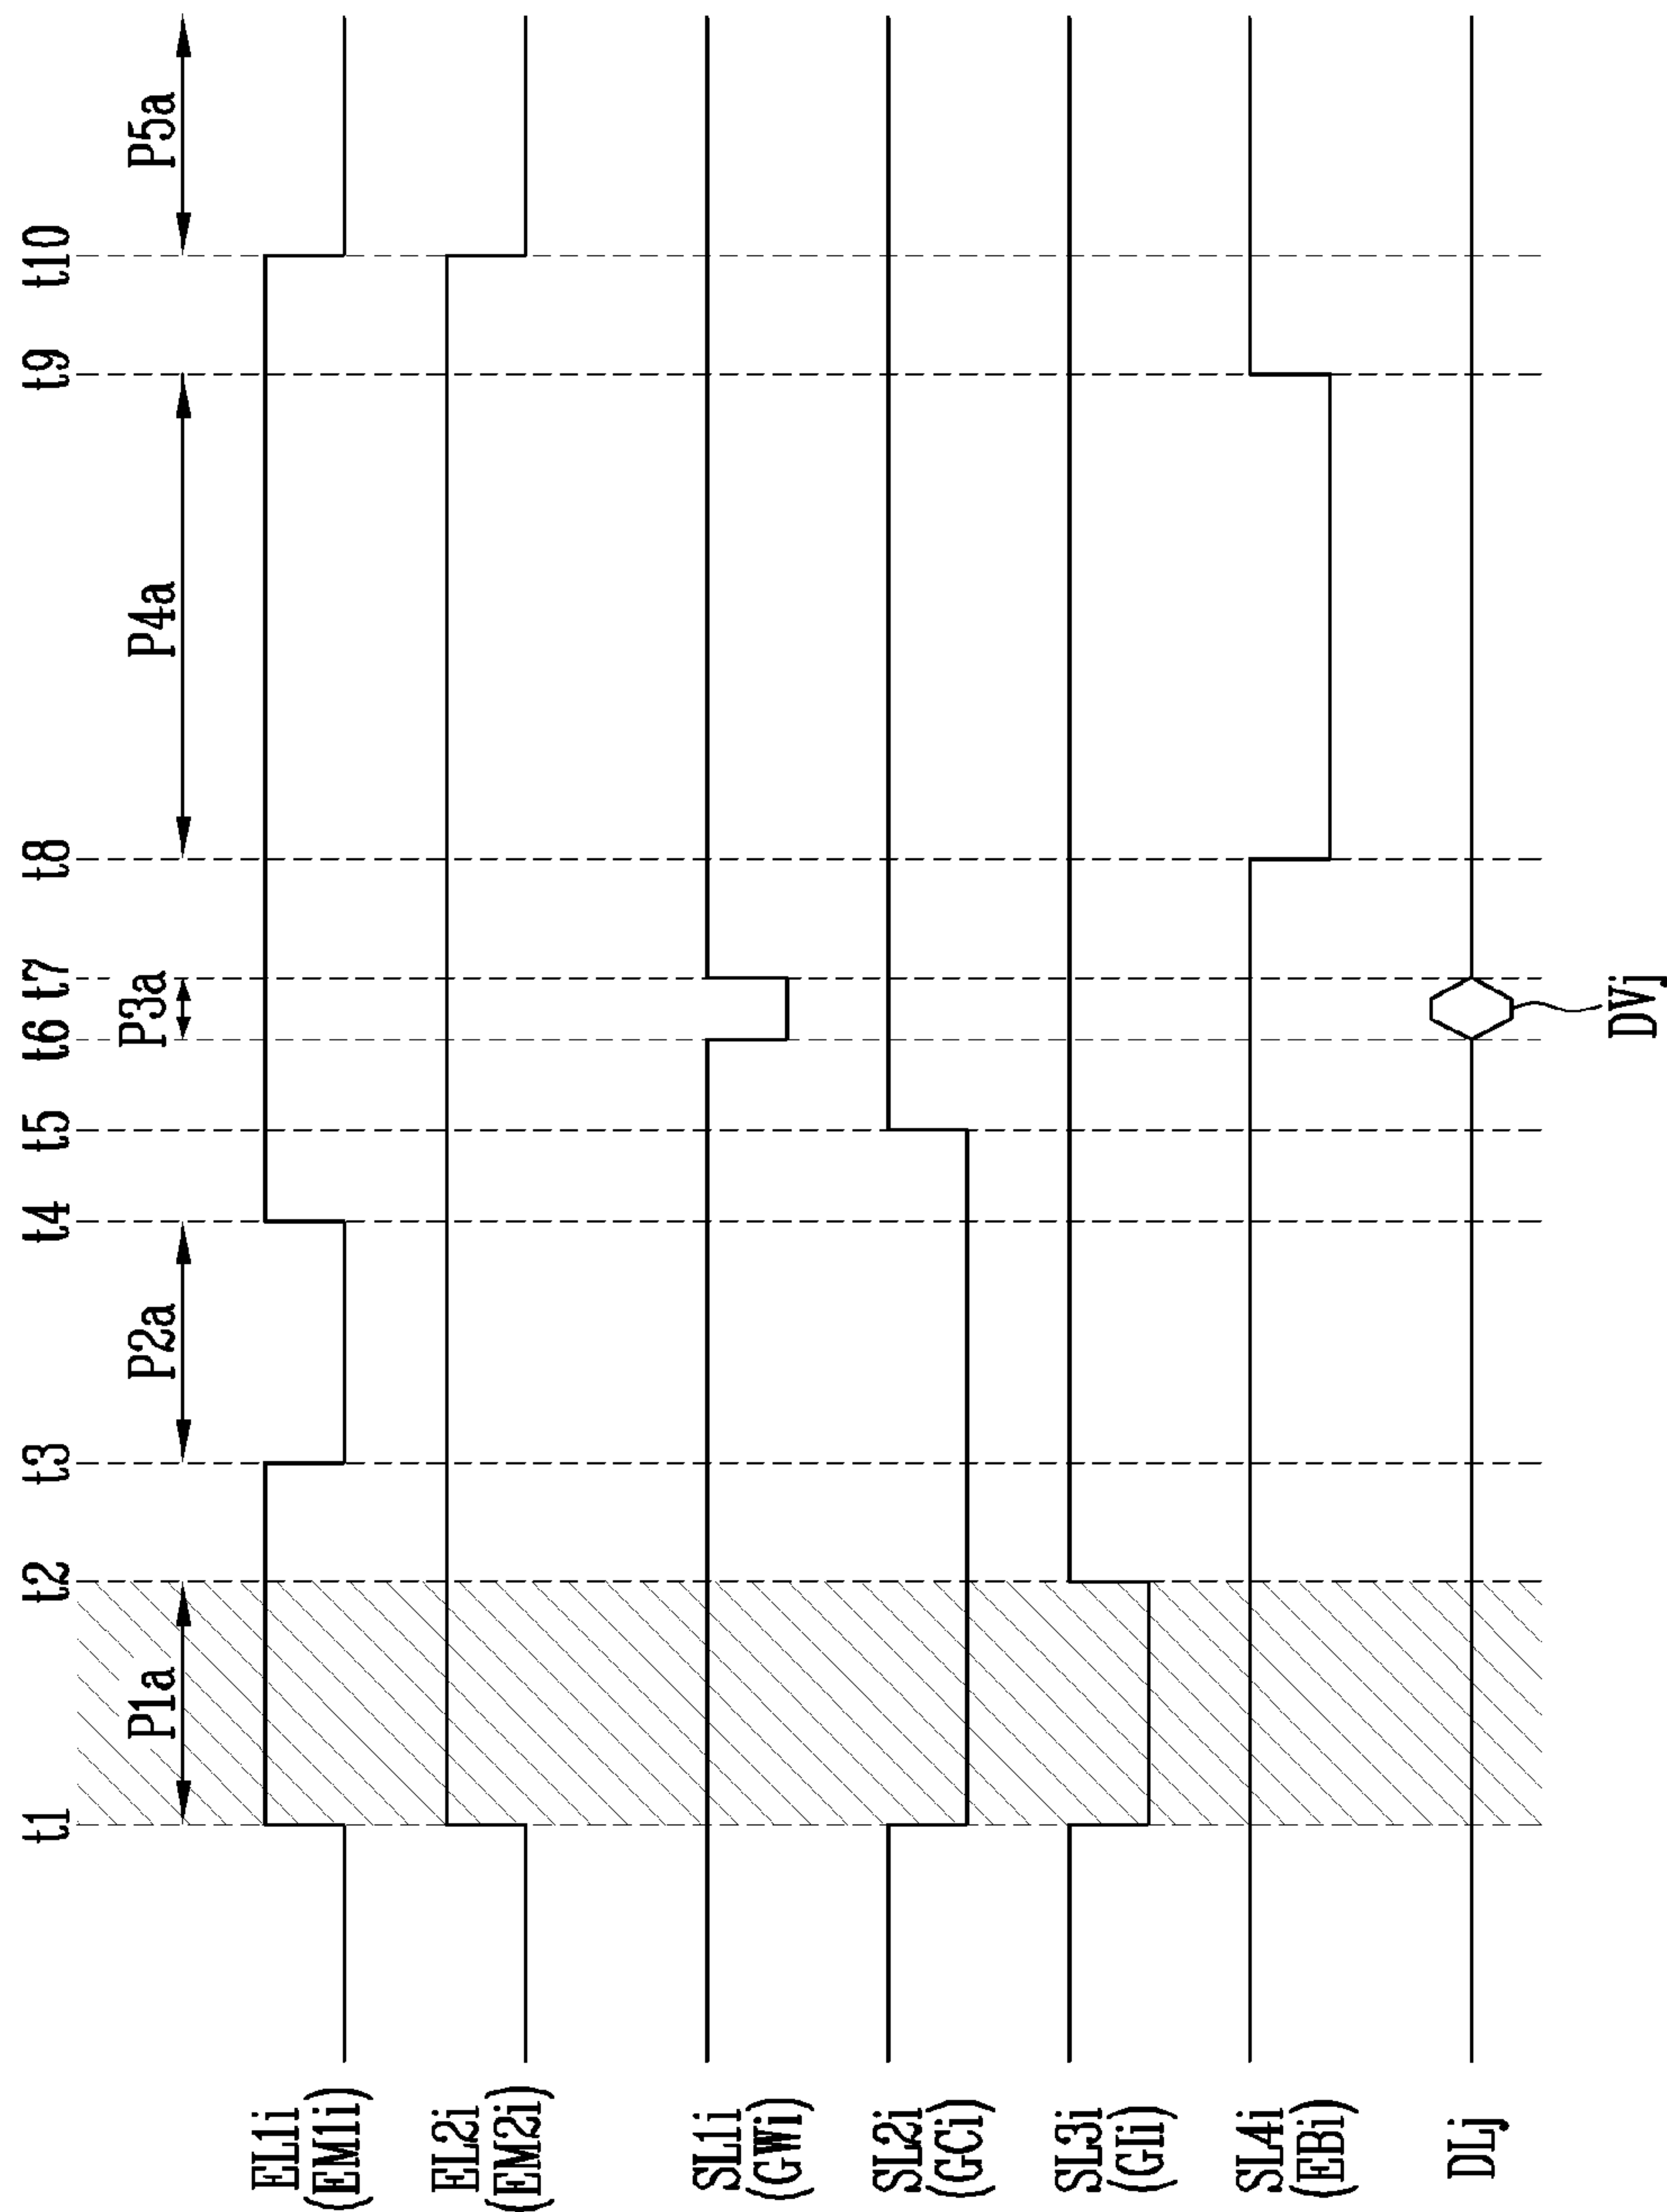 t1 t2 t3 t4 t5 t6 t7 t8 t9 t10
P1a P2a P3a P4a P5a
EL1i
(EM1i)
EL2i
(EM2i)
SL1i
(GWi)
SL2i
(GCi)
SL3i
(GIi)
SL4i
(EBi)
DLj
DVj